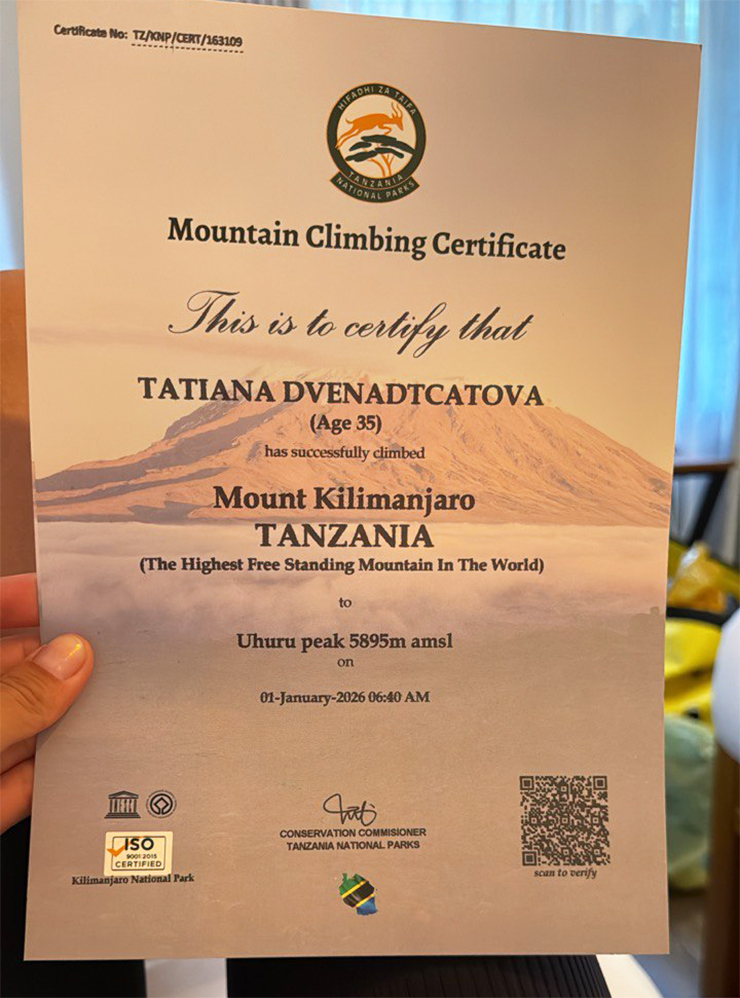 Certificate No: TZ/KNP/CERT/163109
HIFADHI ZA TAIFA
TANZANIA
NATIONAL PARKS
Mountain Climbing Certificate
This is to certify that
TATIANA DVENADTCATOVA
(Age 35)
has successfully climbed
Mount Kilimanjaro
TANZANIA
(The Highest Free Standing Mountain In The World)
to
Uhuru peak 5895m amsl
on
01-January-2026 06:40 AM
ISO
9001:2015
CERTIFIED
Kilimanjaro National Park
CONSERVATION COMMISIONER
TANZANIA NATIONAL PARKS
scan to verify